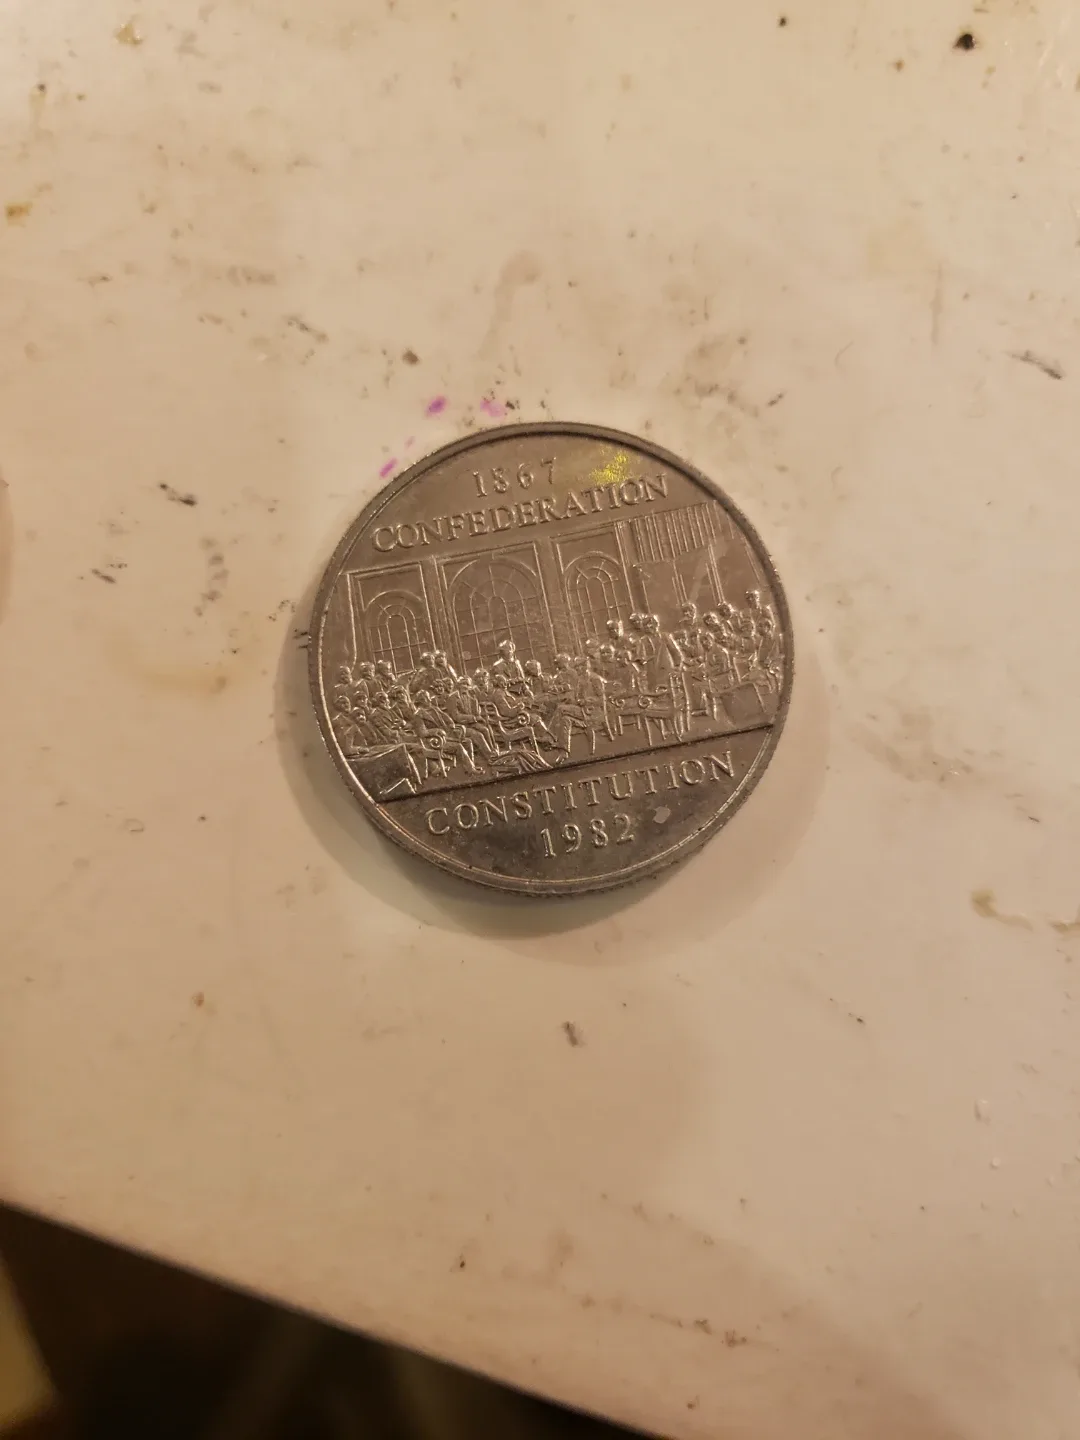 1867
CONFEDERATION
CONSTITUTION
1982